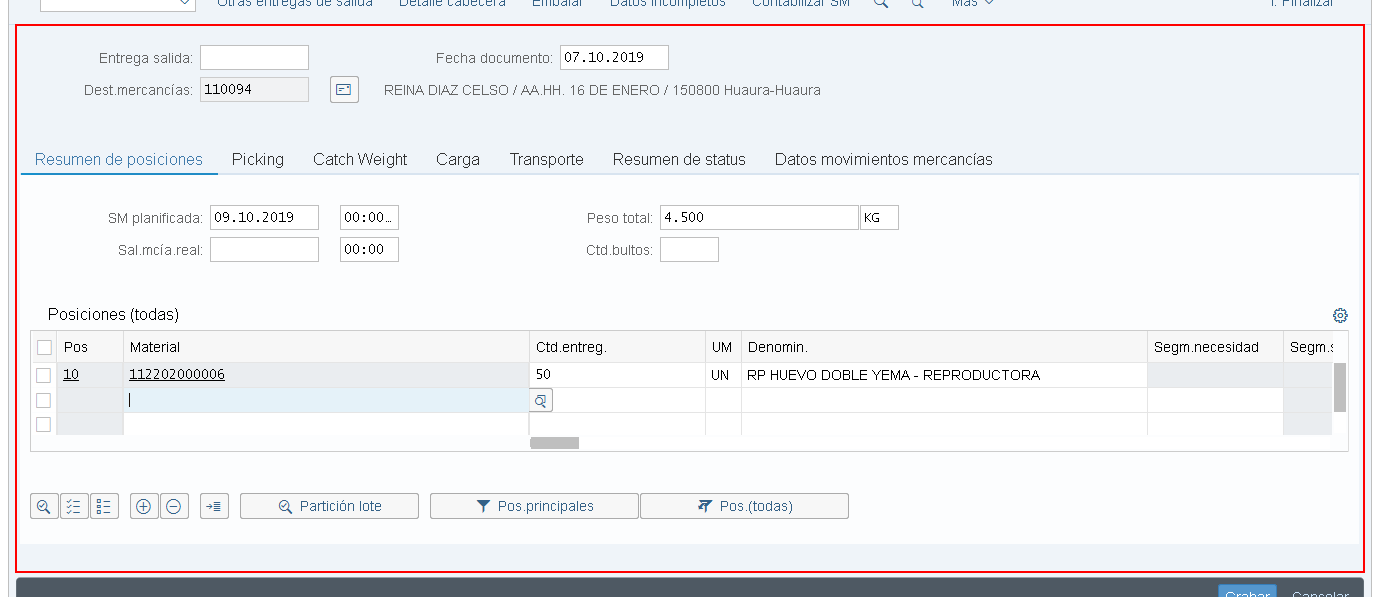 Otras entregas de salida Detalle cabecera Embalar Datos incompletos Contabilizar SM Más T. Finalizar
Entrega salida: Fecha documento: 07.10.2019
Dest.mercancías: 110094 REINA DIAZ CELSO / AA.HH. 16 DE ENERO / 150800 Huaura-Huaura
Resumen de posiciones Picking Catch Weight Carga Transporte Resumen de status Datos movimientos mercancías
SM planificada: 09.10.2019 00:00… Peso total: 4.500 KG
Sal.mcía.real: 00:00 Ctd.bultos:
Posiciones (todas)
Pos Material Ctd.entreg. UM Denomin. Segm.necesidad Segm.s
10 112202000006 50 UN RP HUEVO DOBLE YEMA - REPRODUCTORA
Partición lote Pos.principales Pos.(todas)
Grabar Cancelar